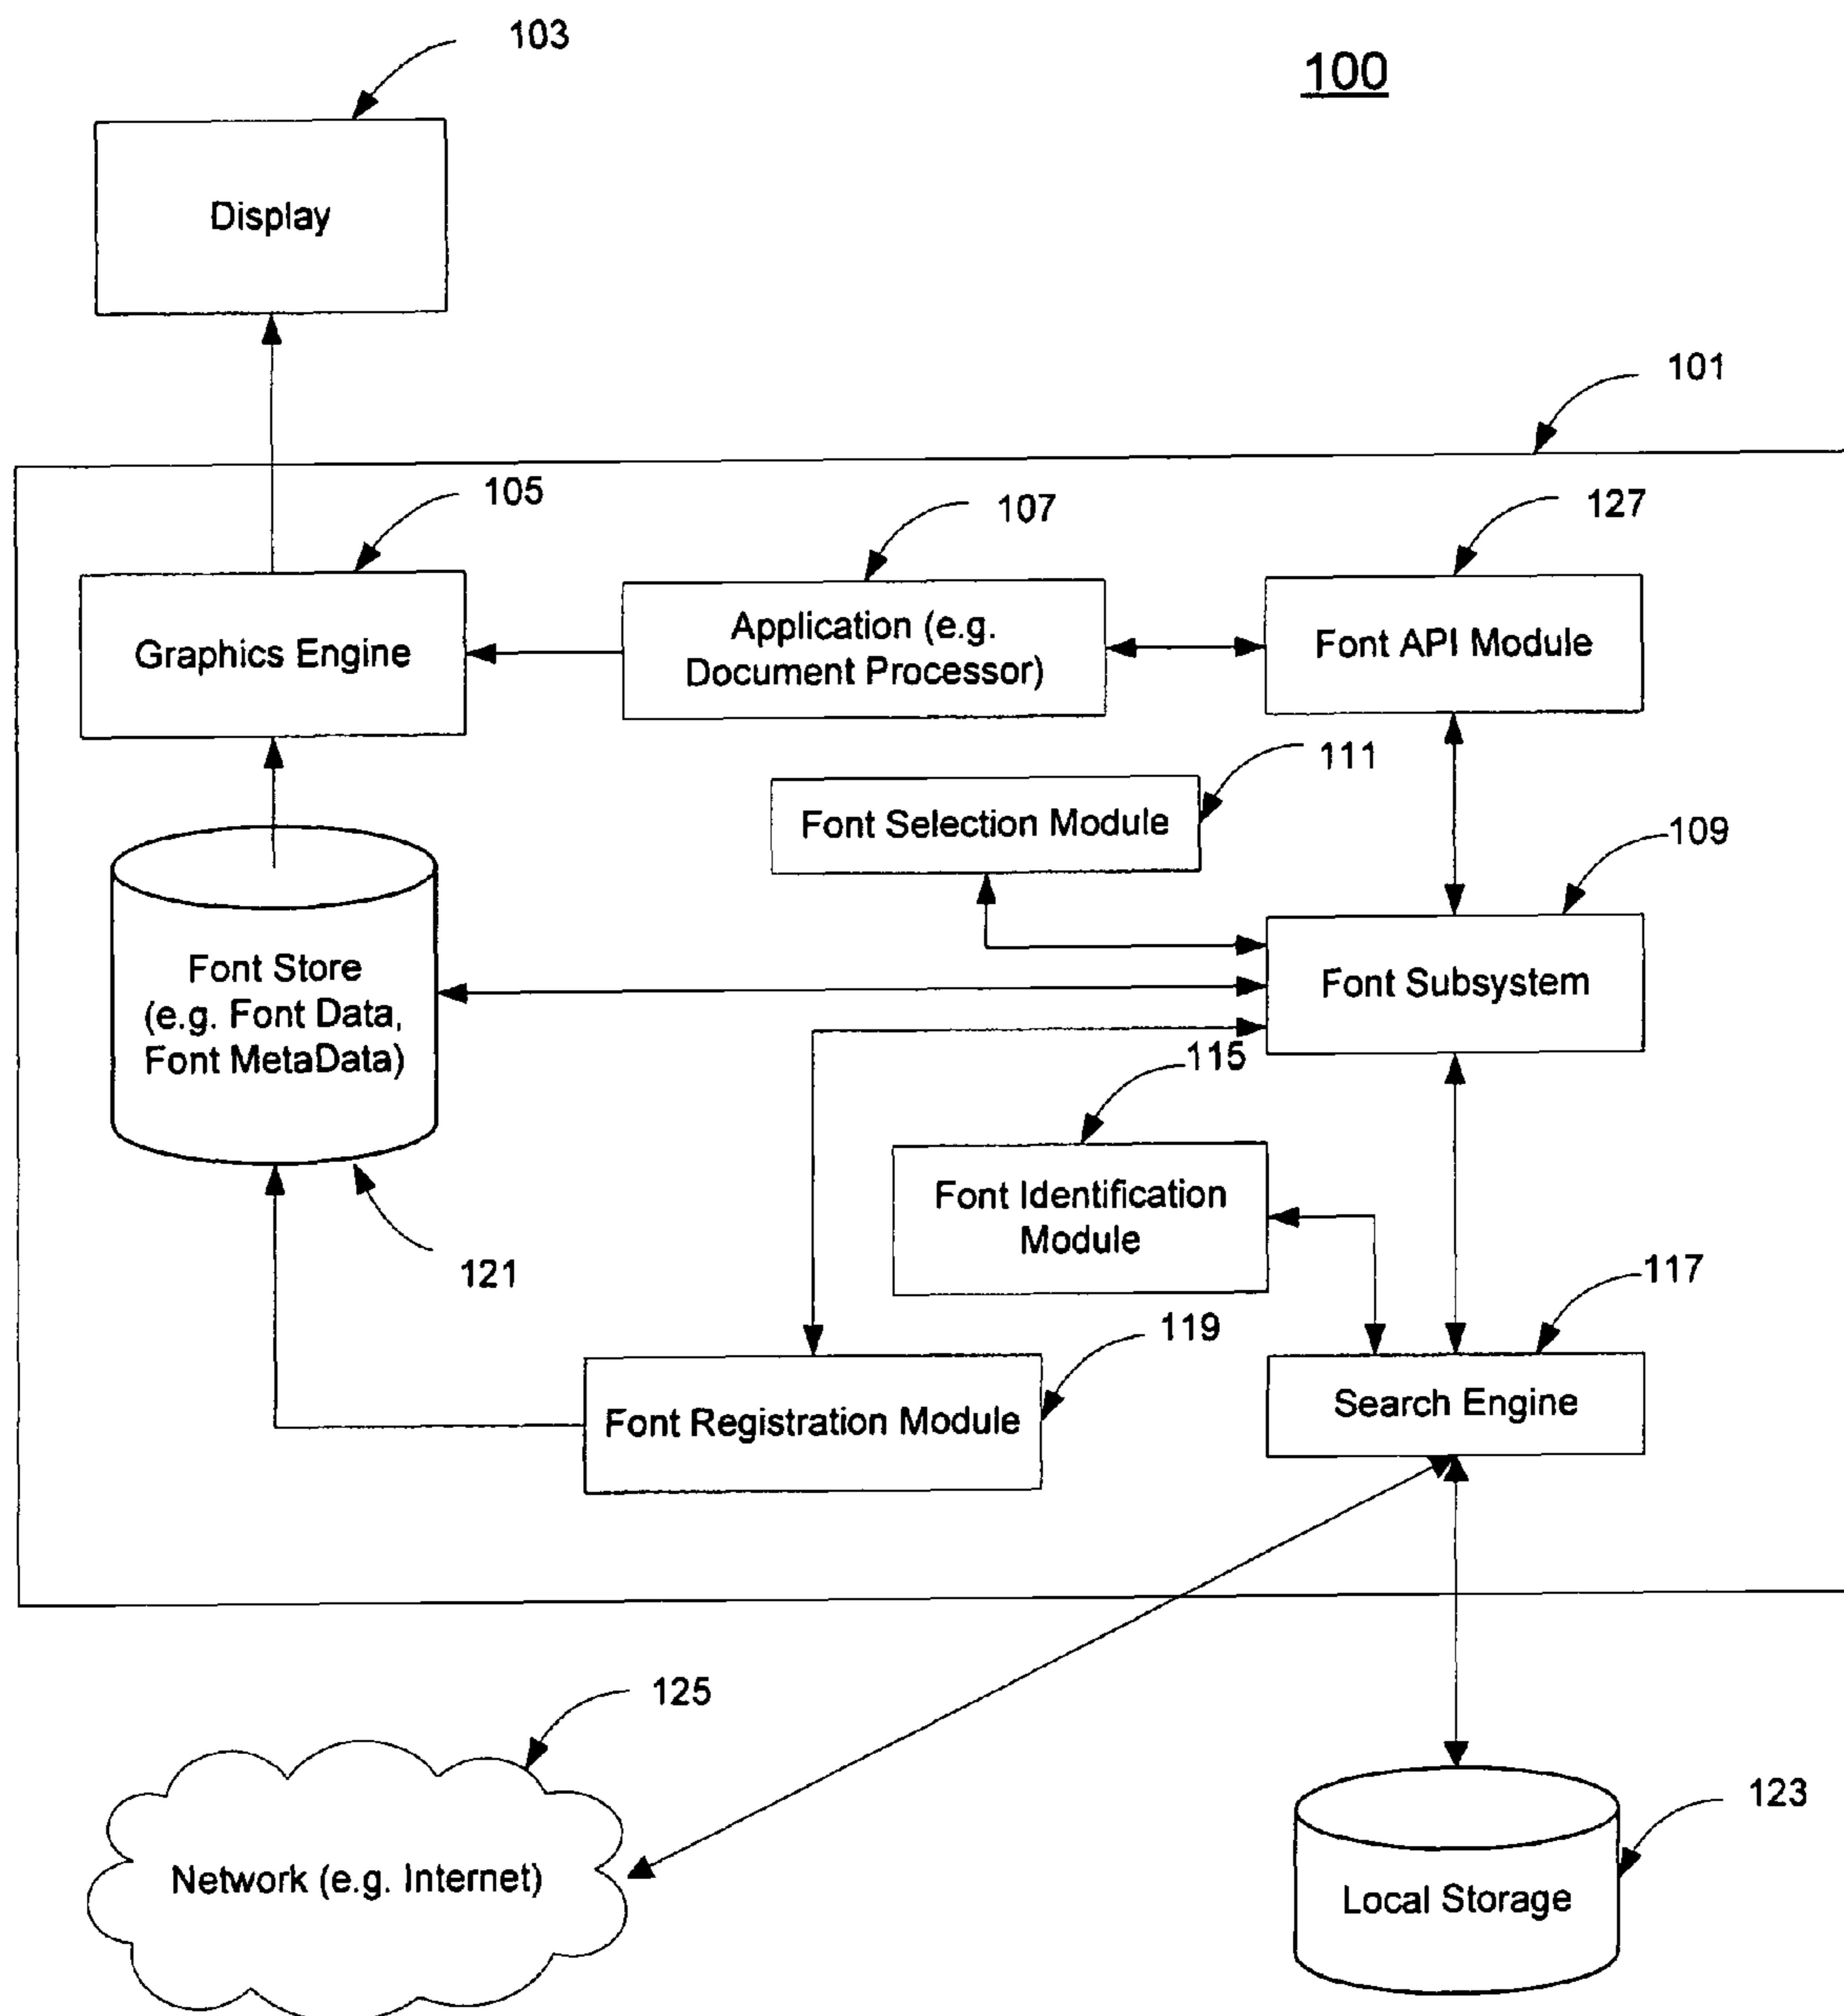 103
100
Display
101
105
107
127
Graphics Engine
Application (e.g.
Document Processor)
Font API Module
111
Font Selection Module
109
Font Store
(e.g. Font Data,
Font MetaData)
Font Subsystem
115
Font Identification
Module
121
117
119
Font Registration Module
Search Engine
125
123
Network (e.g. Internet)
Local Storage